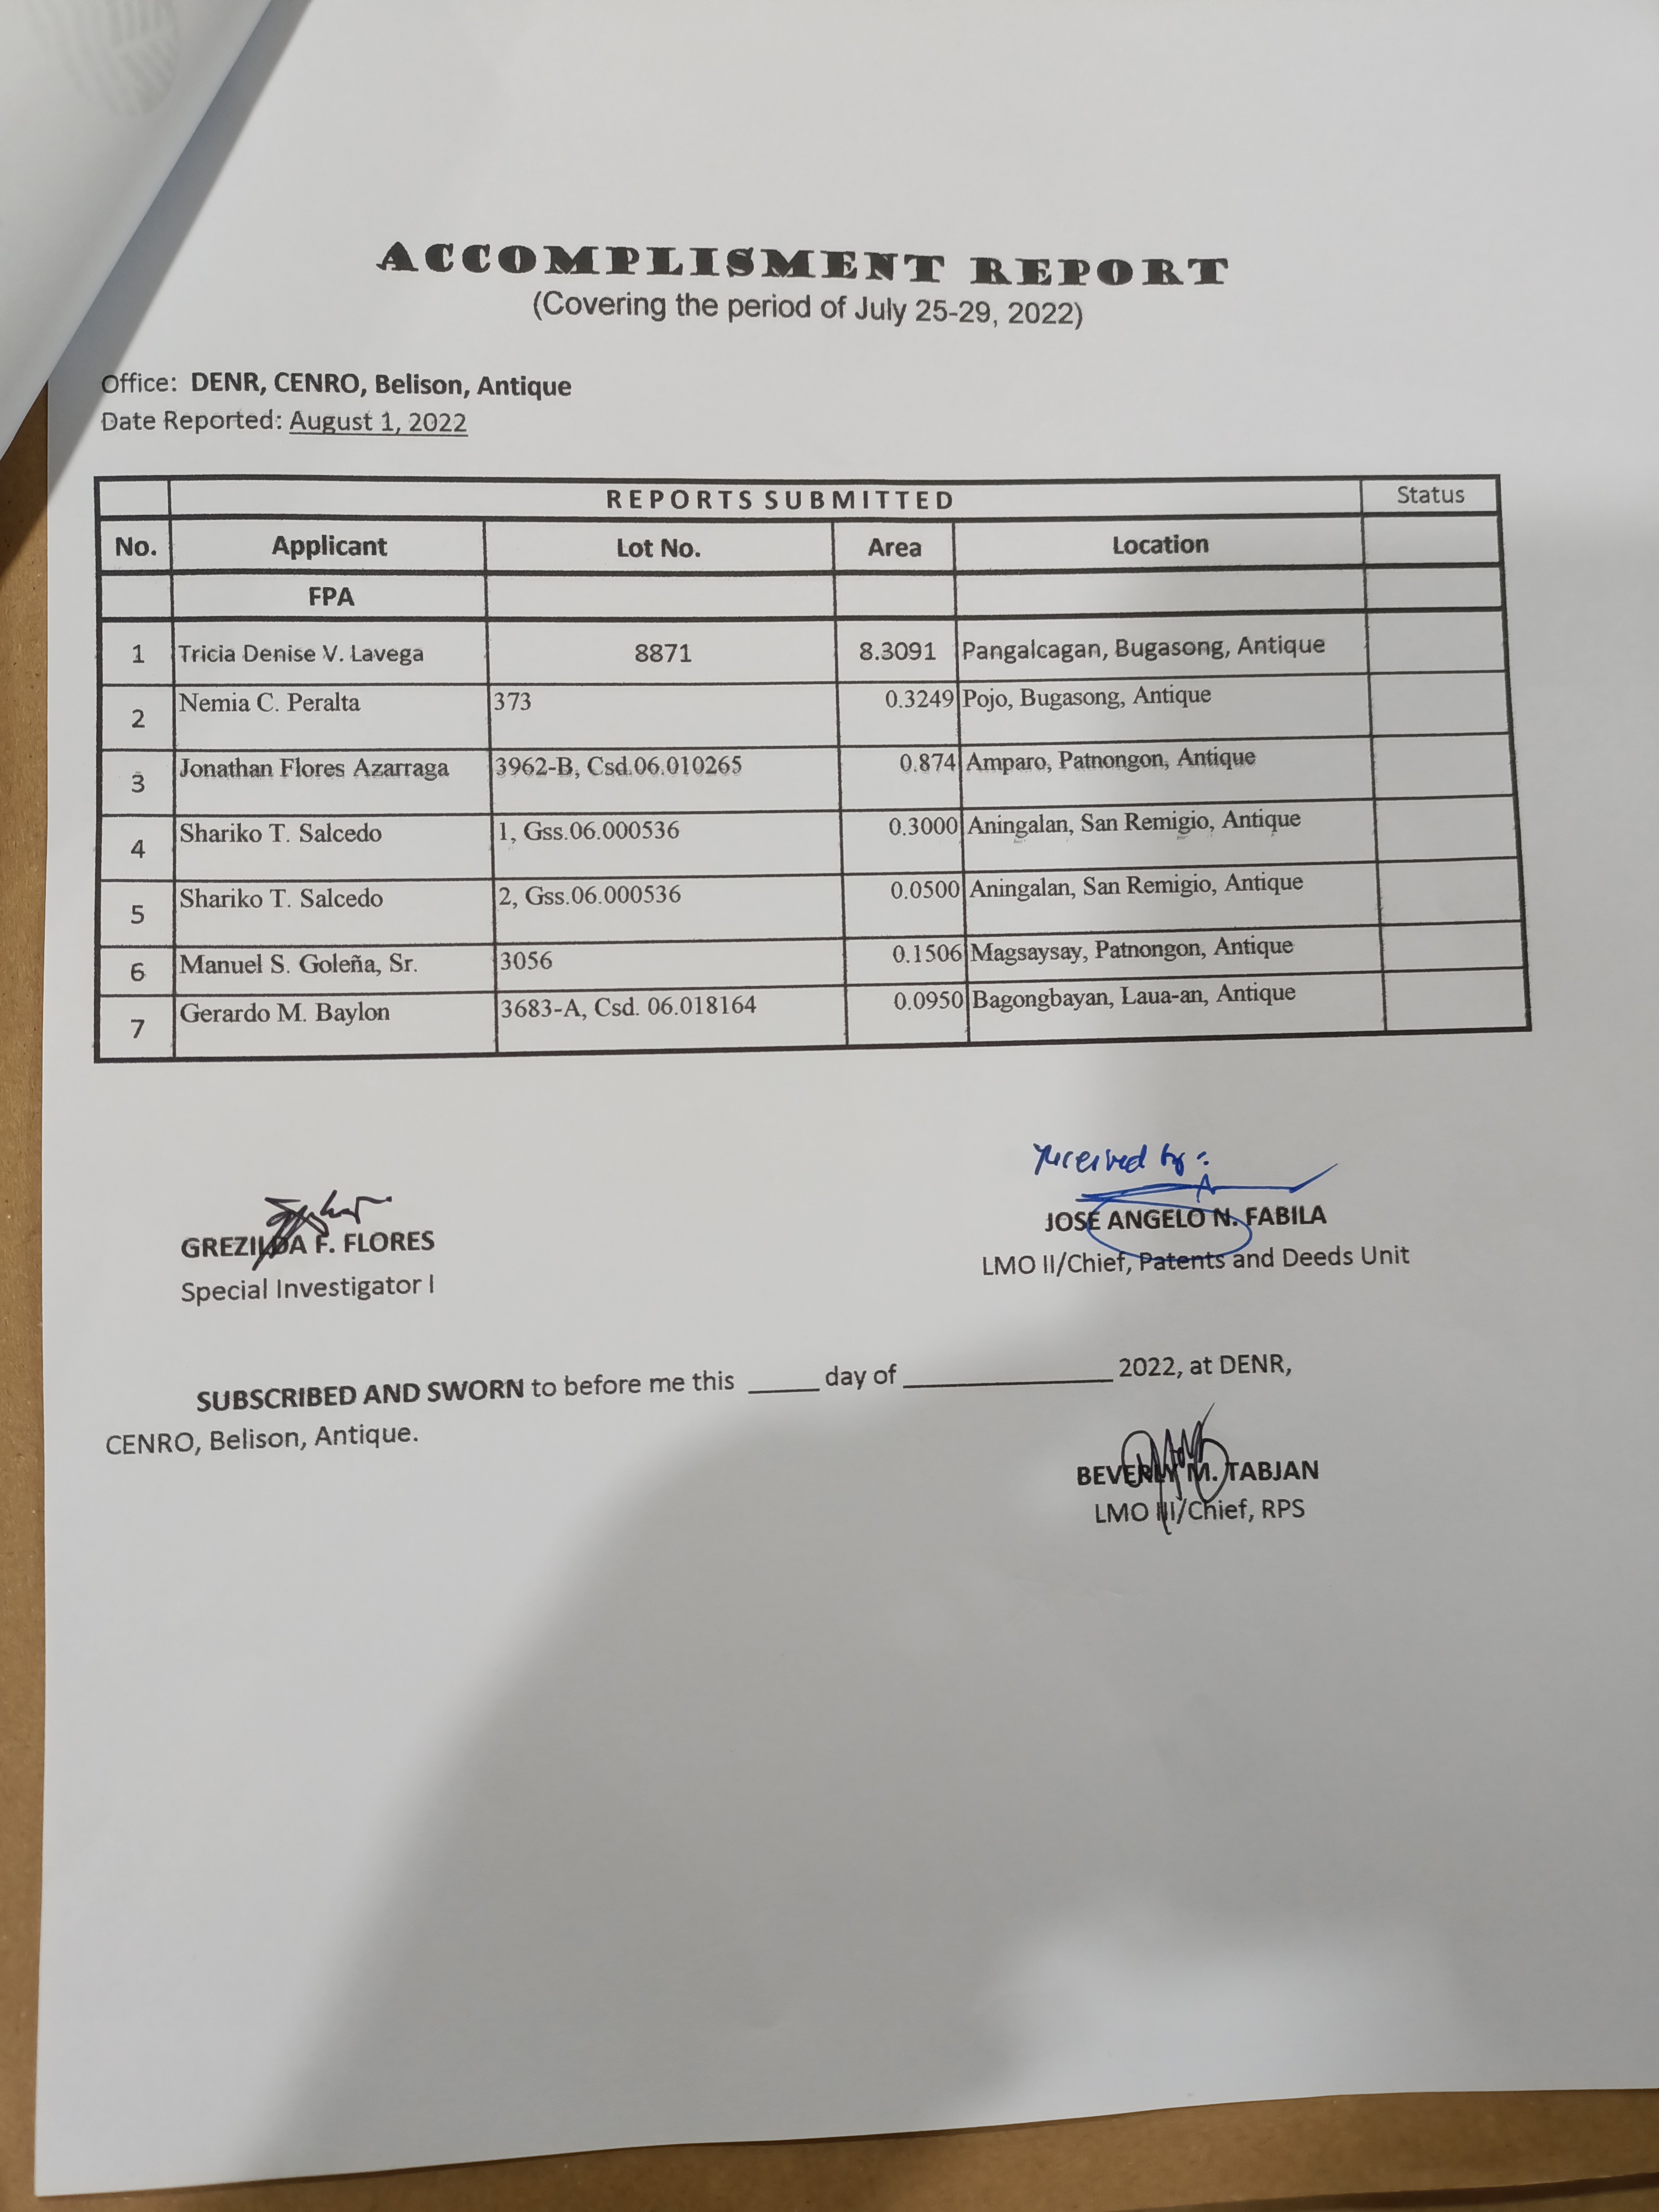 ACCOMPLISMENT REPORT
(Covering the period of July 25-29, 2022)
Office: DENR, CENRO, Belison, Antique
Date Reported: August 1, 2022
REPORTS SUBMITTED Status
No. Applicant Lot No. Area Location
FPA
1 Tricia Denise V. Lavega 8871 8.3091 Pangalcagan, Bugasong, Antique
2 Nemia C. Peralta 373 0.3249 Pojo, Bugasong, Antique
3 Jonathan Flores Azarraga 3962-B, Csd.06.010265 0.874 Amparo, Patnongon, Antique
4 Shariko T. Salcedo 1, Gss.06.000536 0.3000 Aningalan, San Remigio, Antique
5 Shariko T. Salcedo 2, Gss.06.000536 0.0500 Aningalan, San Remigio, Antique
6 Manuel S. Goleña, Sr. 3056 0.1506 Magsaysay, Patnongon, Antique
7 Gerardo M. Baylon 3683-A, Csd. 06.018164 0.0950 Bagongbayan, Laua-an, Antique
received by :
GREZILDA F. FLORES JOSE ANGELO N. FABILA
Special Investigator I LMO II/Chief, Patents and Deeds Unit
SUBSCRIBED AND SWORN to before me this _____ day of _______________ 2022, at DENR,
CENRO, Belison, Antique.
BEVERLY M. TABJAN
LMO III/Chief, RPS